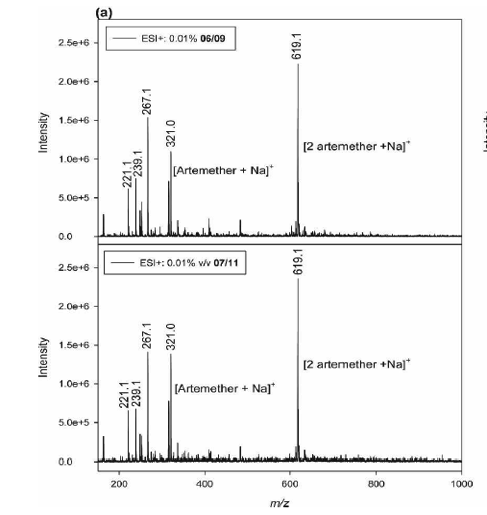 (a)
ESI+: 0.01% 06/09
2.5e+6
2.0e+6
1.5e+6
1.0e+6
5.0e+5
0.0
Intensity
221.1
239.1
267.1
321.0
619.1
[Artemether + Na]+
[2 artemether +Na]+
ESI+: 0.01% v/v 07/11
2.5e+6
2.0e+6
1.5e+6
1.0e+6
5.0e+5
0.0
Intensity
221.1
239.1
267.1
321.0
619.1
[Artemether + Na]+
[2 artemether +Na]+
200 400 600 800 1000
m/z